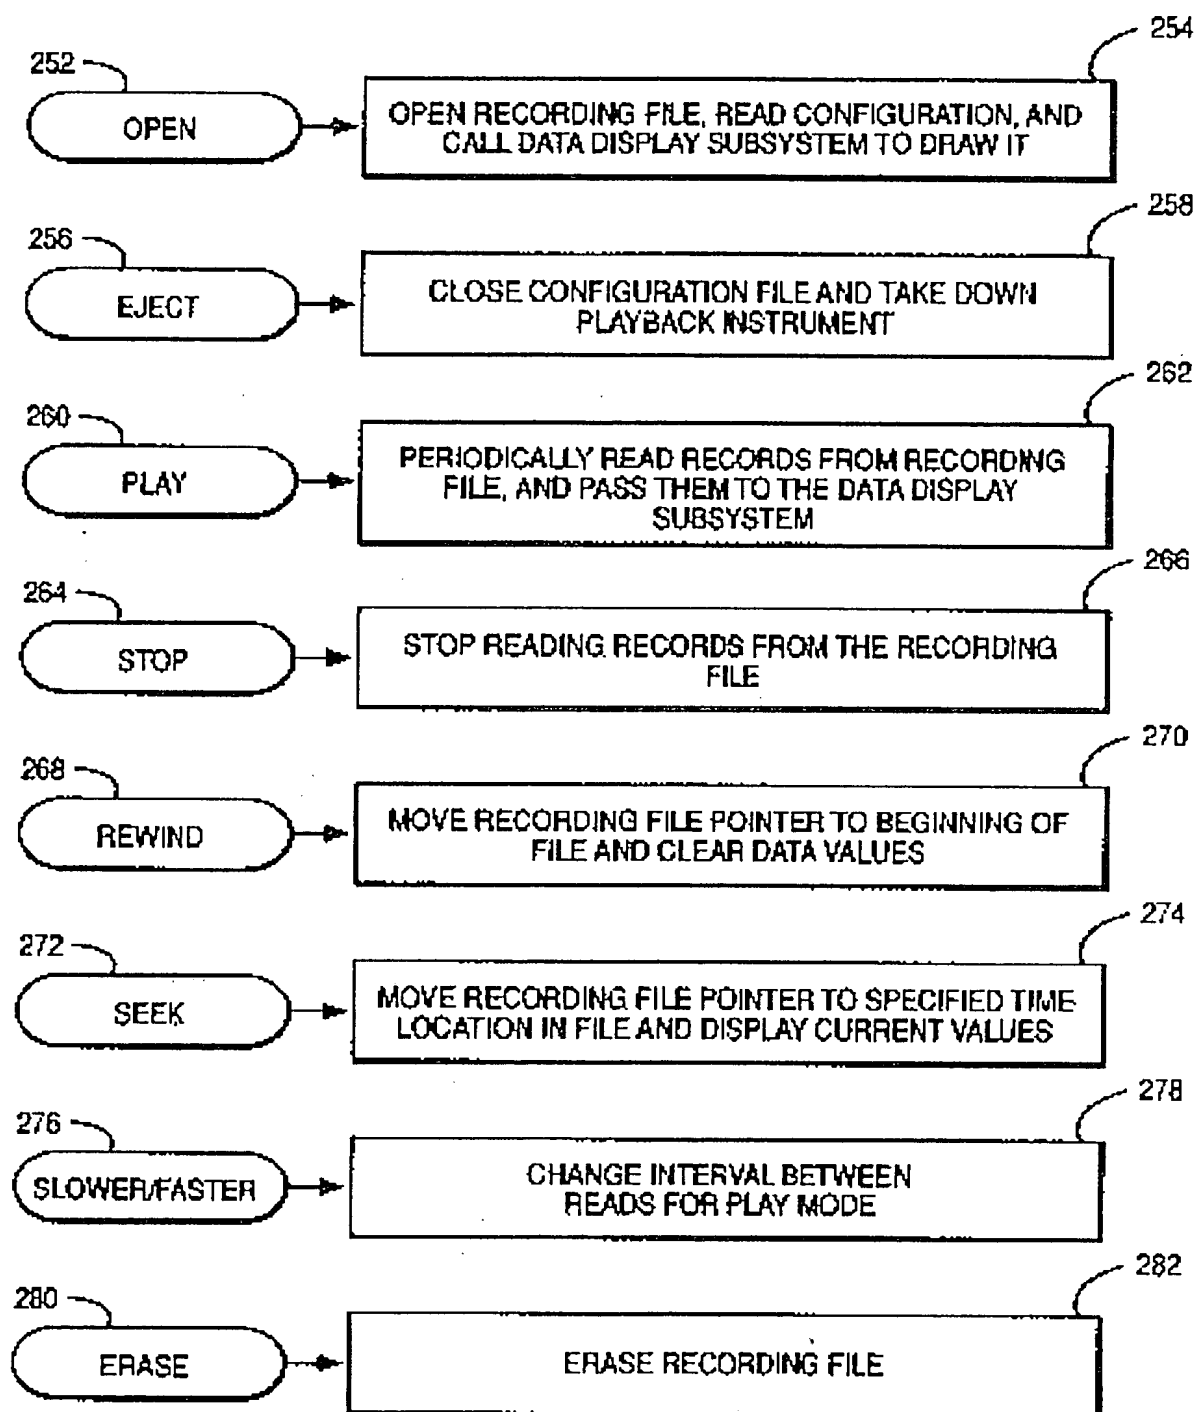 254
252
OPEN
OPEN RECORDING FILE, READ CONFIGURATION, AND
CALL DATA DISPLAY SUBSYSTEM TO DRAW IT
258
256
EJECT
CLOSE CONFIGURATION FILE AND TAKE DOWN
PLAYBACK INSTRUMENT
262
260
PLAY
PERIODICALLY READ RECORDS FROM RECORDING
FILE, AND PASS THEM TO THE DATA DISPLAY
SUBSYSTEM
266
264
STOP
STOP READING RECORDS FROM THE RECORDING
FILE
270
268
REWIND
MOVE RECORDING FILE POINTER TO BEGINNING OF
FILE AND CLEAR DATA VALUES
274
272
SEEK
MOVE RECORDING FILE POINTER TO SPECIFIED TIME
LOCATION IN FILE AND DISPLAY CURRENT VALUES
278
276
SLOWER/FASTER
CHANGE INTERVAL BETWEEN
READS FOR PLAY MODE
282
280
ERASE
ERASE RECORDING FILE